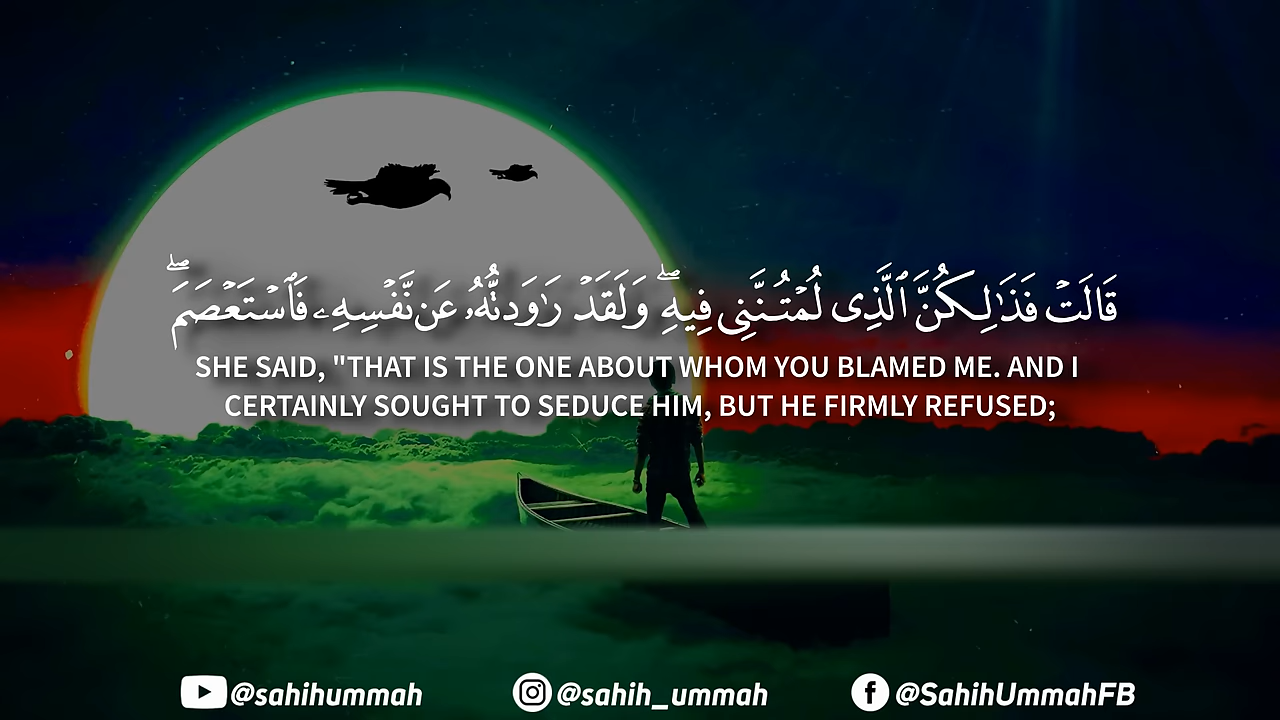 قَالَتۡ فَذَٰلِكُنَّ ٱلَّذِى لُمۡتُنَّنِى فِيهِۖ وَلَقَدۡ رَٰوَدتُّهُۥ عَن نَّفۡسِهِۦ فَٱسۡتَعۡصَمَۖ
SHE SAID, "THAT IS THE ONE ABOUT WHOM YOU BLAMED ME. AND I
CERTAINLY SOUGHT TO SEDUCE HIM, BUT HE FIRMLY REFUSED;
@sahihummah @sahih_ummah @SahihUmmahFB